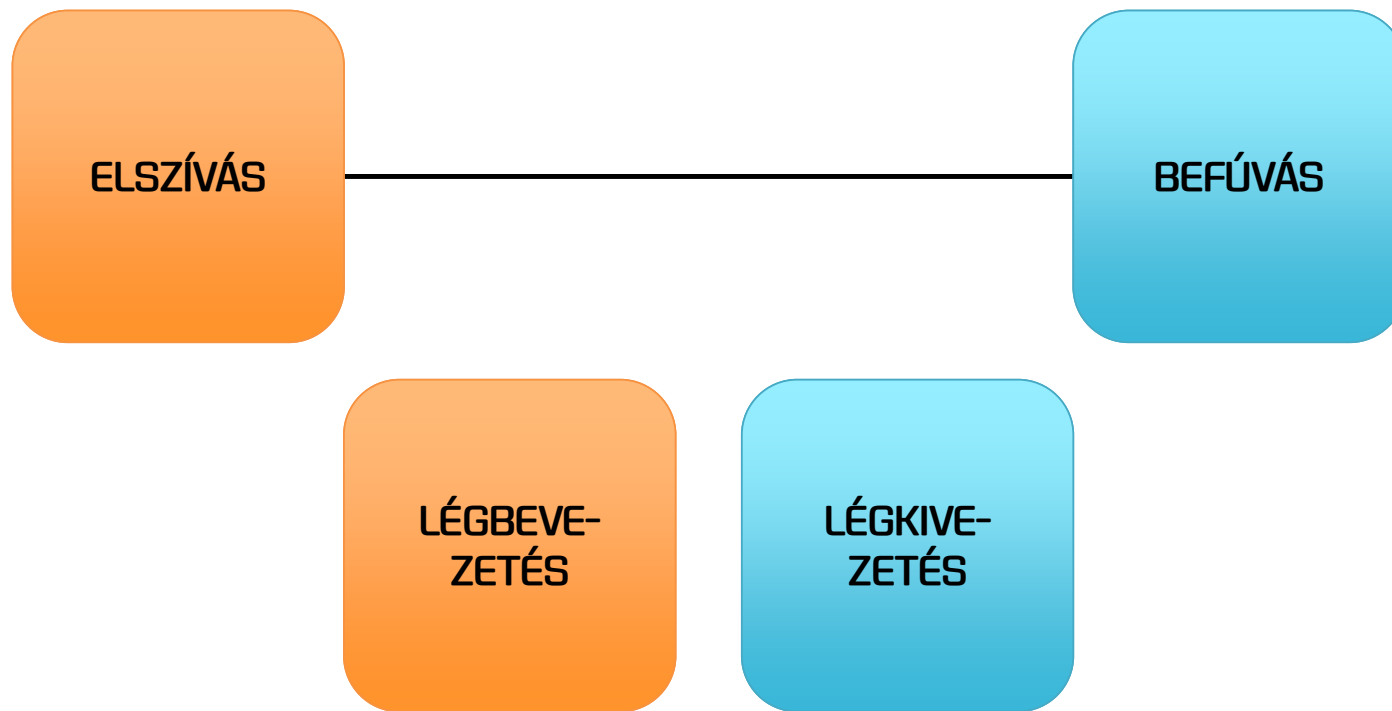 ELSZÍVÁS
BEFÚVÁS
LÉGBEVE-
ZETÉS
LÉGKIVE-
ZETÉS